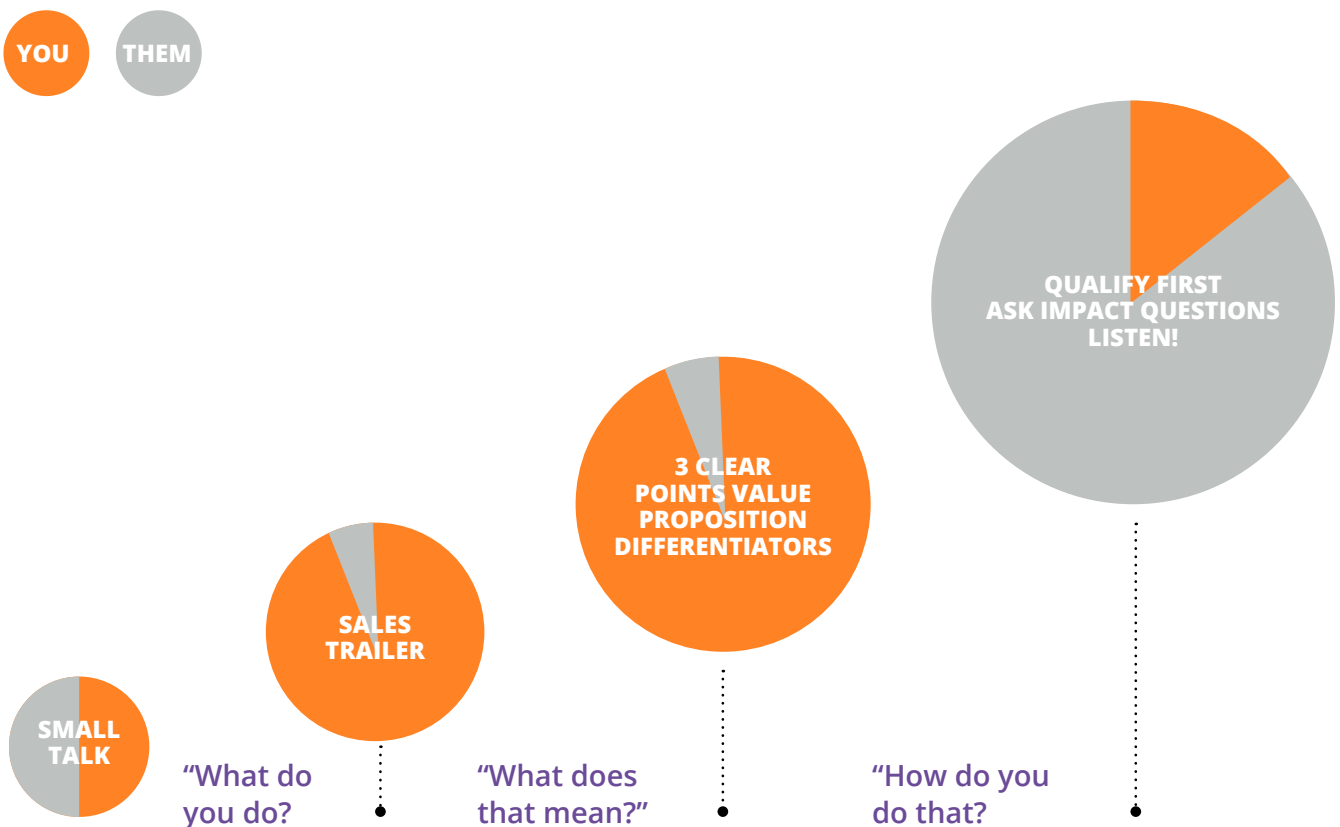 YOU
THEM
QUALIFY FIRST
ASK IMPACT QUESTIONS
LISTEN!
3 CLEAR
POINTS VALUE
PROPOSITION
DIFFERENTIATORS
SALES
TRAILER
SMALL
TALK
“What do
you do?
“What does
that mean?”
“How do you
do that?